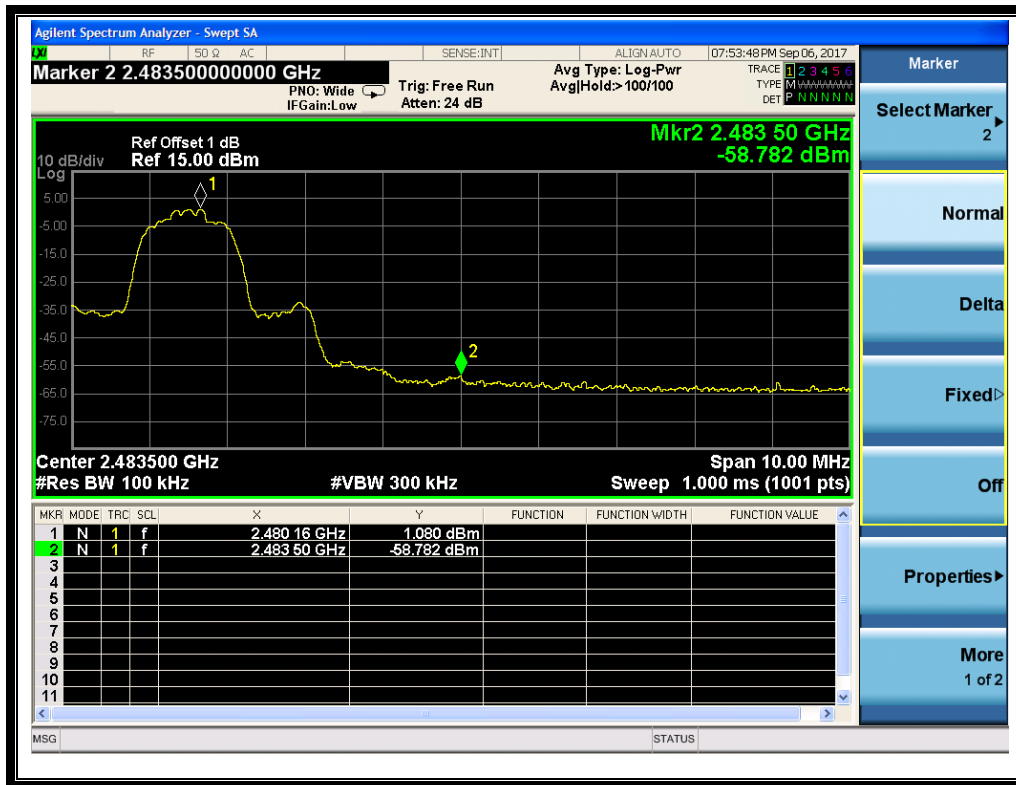 Agilent Spectrum Analyzer - Swept SA
LXI RF 50 Ω AC SENSE:INT ALIGN AUTO 07:53:48 PM Sep 06, 2017
Marker 2 2.483500000000 GHz
PNO: Wide
IFGain:Low
Trig: Free Run
Atten: 24 dB
Avg Type: Log-Pwr
Avg|Hold:>100/100
TRACE 1 2 3 4 5 6
TYPE M WWWWW
DET P N N N N N
Ref Offset 1 dB
10 dB/div Ref 15.00 dBm
Log
Mkr2 2.483 50 GHz
-58.782 dBm
5.00
-5.00
-15.0
-25.0
-35.0
-45.0
-55.0
-65.0
-75.0
1
2
Center 2.483500 GHz Span 10.00 MHz
#Res BW 100 kHz #VBW 300 kHz Sweep 1.000 ms (1001 pts)
MKR MODE TRC SCL X Y FUNCTION FUNCTION WIDTH FUNCTION VALUE
1 N 1 f 2.480 16 GHz 1.080 dBm
2 N 1 f 2.483 50 GHz -58.782 dBm
3
4
5
6
7
8
9
10
11
MSG STATUS
Marker
Select Marker
2
Normal
Delta
Fixed
Off
Properties
More
1 of 2